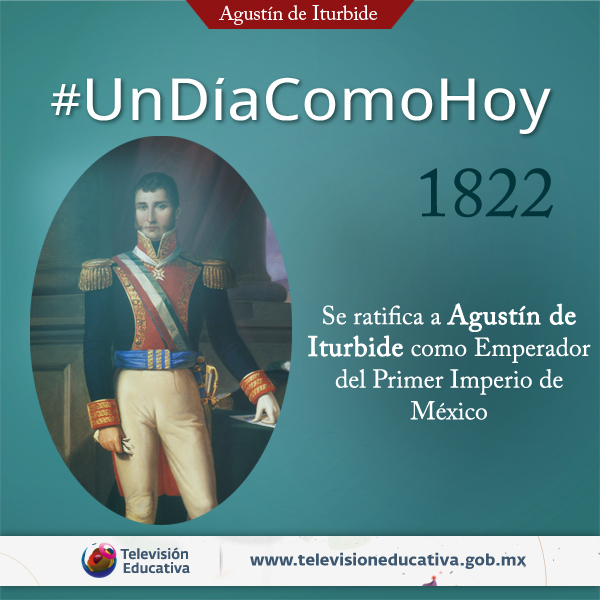 Agustín de Iturbide
#UnDíaComoHoy
1822
Se ratifica a Agustín de
Iturbide como Emperador
del Primer Imperio de
México
Televisión
Educativa
www.televisioneducativa.gob.mx